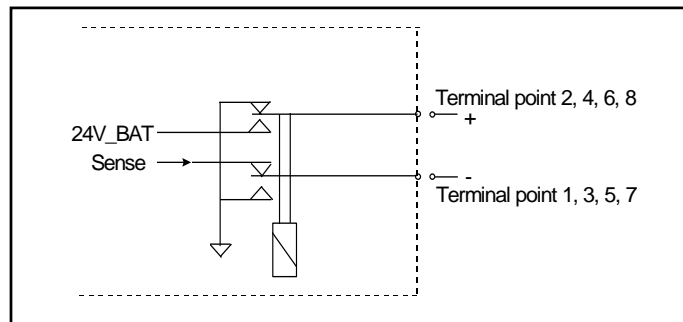 Terminal point 2, 4, 6, 8
+
24V_BAT
Sense
-
Terminal point 1, 3, 5, 7